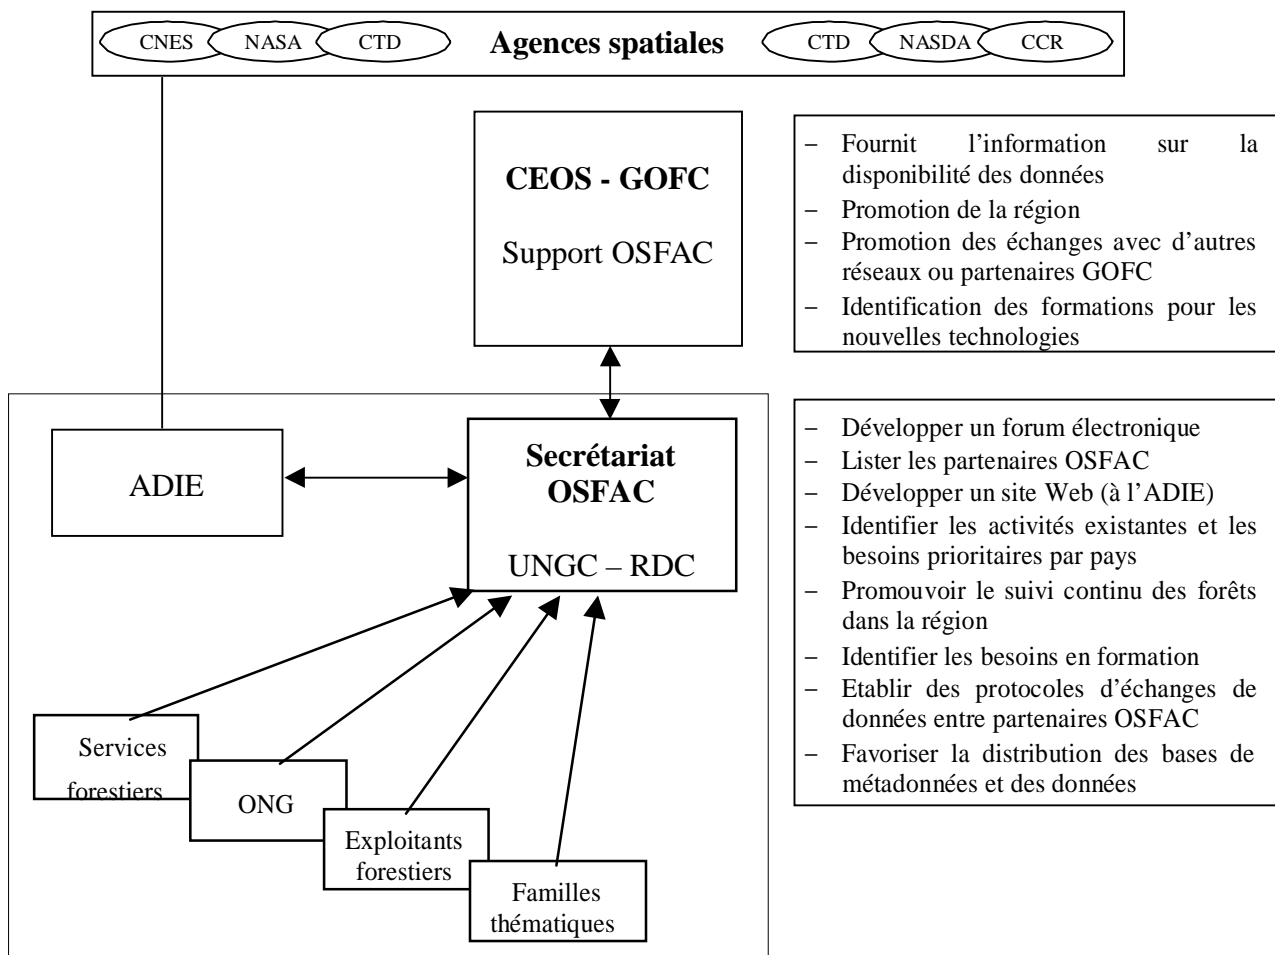 CNES NASA CTD Agences spatiales CTD NASDA CCR
CEOS - GOFC
Support OSFAC
– Fournit l’information sur la
disponibilité des données
– Promotion de la région
– Promotion des échanges avec d’autres
réseaux ou partenaires GOFC
– Identification des formations pour les
nouvelles technologies
ADIE
Secrétariat
OSFAC
UNGC – RDC
– Développer un forum électronique
– Lister les partenaires OSFAC
– Développer un site Web (à l’ADIE)
– Identifier les activités existantes et les
besoins prioritaires par pays
– Promouvoir le suivi continu des forêts
dans la région
– Identifier les besoins en formation
– Etablir des protocoles d’échanges de
données entre partenaires OSFAC
– Favoriser la distribution des bases de
métadonnées et des données
Services
forestiers
ONG
Exploitants
forestiers
Familles
thématiques